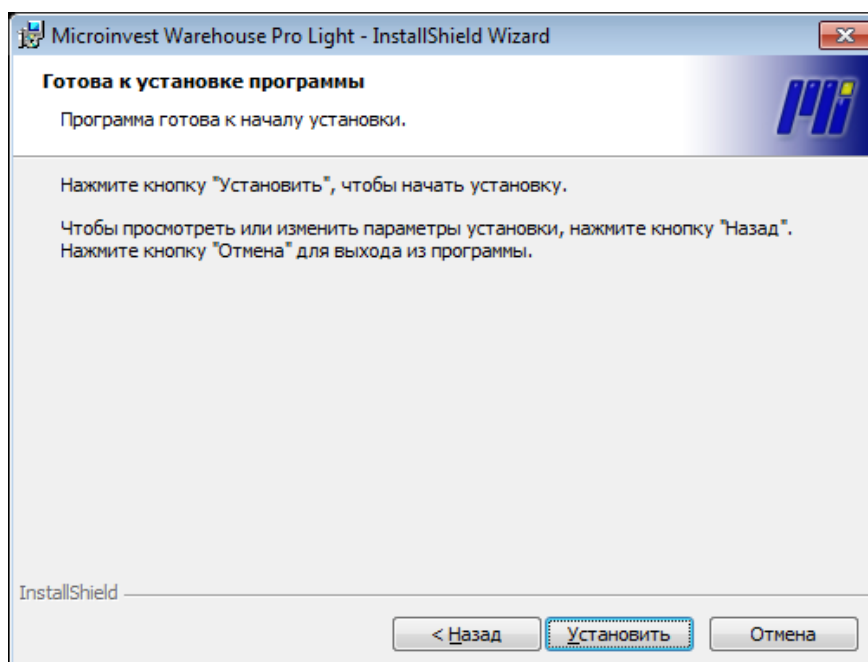 Microinvest Warehouse Pro Light - InstallShield Wizard
Готова к установке программы
Программа готова к началу установки.
Нажмите кнопку "Установить", чтобы начать установку.
Чтобы просмотреть или изменить параметры установки, нажмите кнопку "Назад".
Нажмите кнопку "Отмена" для выхода из программы.
InstallShield
< Назад Установить Отмена